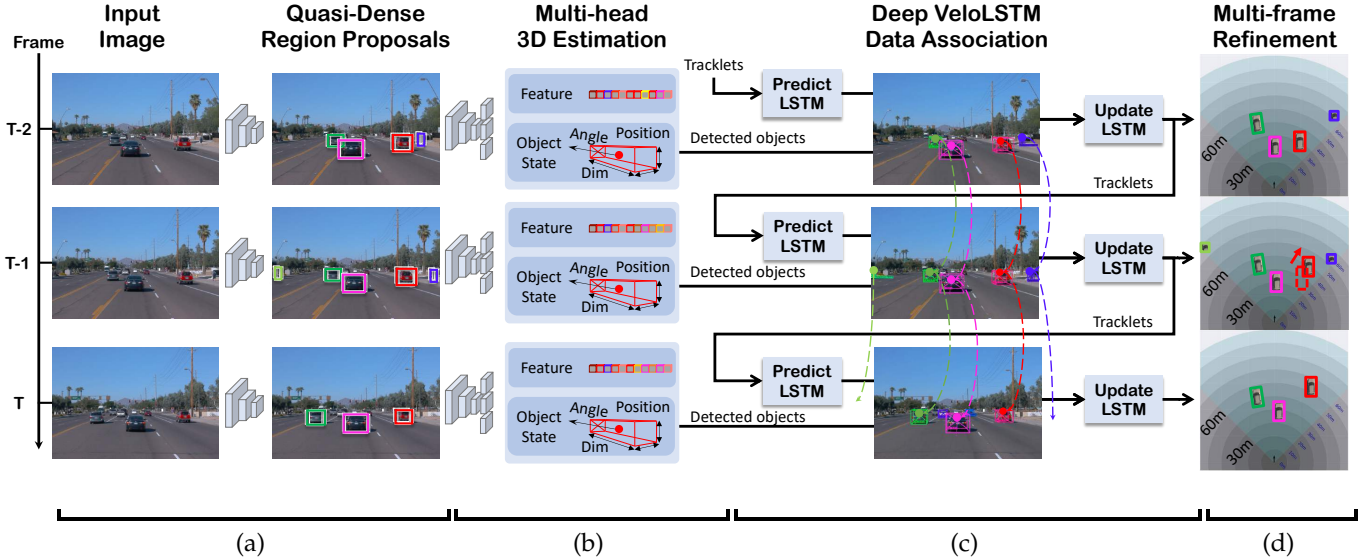 Input Image
Quasi-Dense Region Proposals
Multi-head 3D Estimation
Deep VeloLSTM Data Association
Multi-frame Refinement
Frame
T-2
Feature
Object State
Angle
Position
Dim
Tracklets
Predict LSTM
Detected objects
Update LSTM
60m
30m
Tracklets
T-1
Feature
Object State
Angle
Position
Dim
Predict LSTM
Detected objects
Update LSTM
60m
30m
Tracklets
T
Feature
Object State
Angle
Position
Dim
Predict LSTM
Detected objects
Update LSTM
60m
30m
(a)
(b)
(c)
(d)